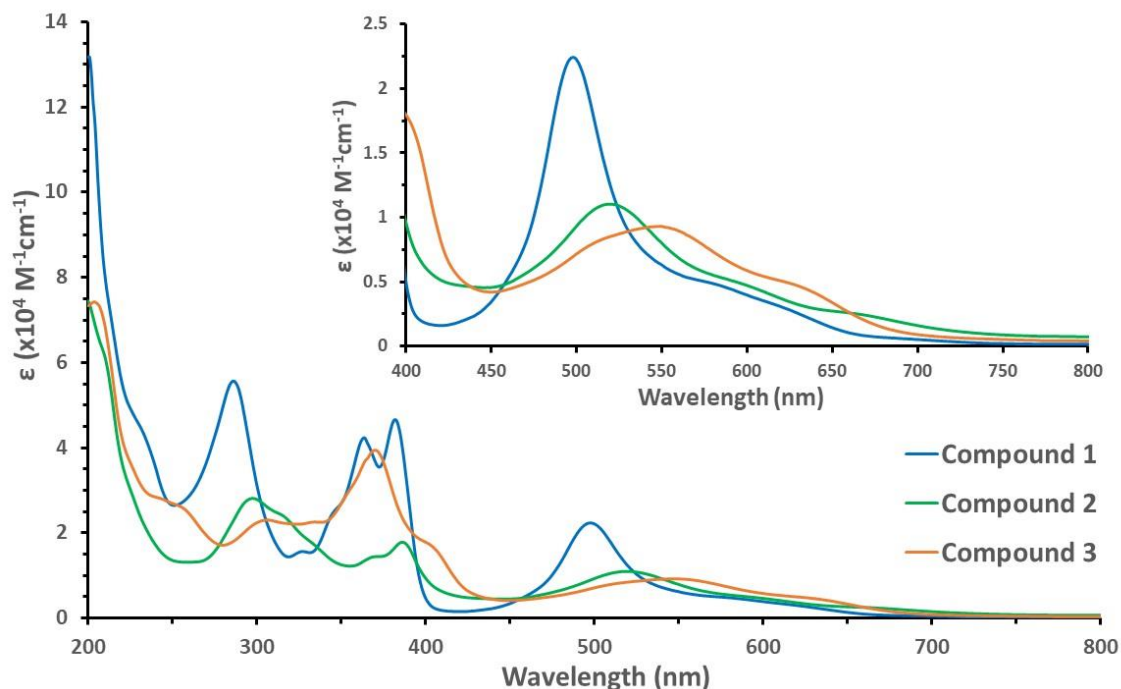 14
12
10
8
6
4
2
0
ε (x10⁴ M⁻¹cm⁻¹)
200 300 400 500 600 700 800
Wavelength (nm)
2.5
2
1.5
1
0.5
0
ε (x10⁴ M⁻¹cm⁻¹)
400 450 500 550 600 650 700 750 800
Wavelength (nm)
Compound 1
Compound 2
Compound 3